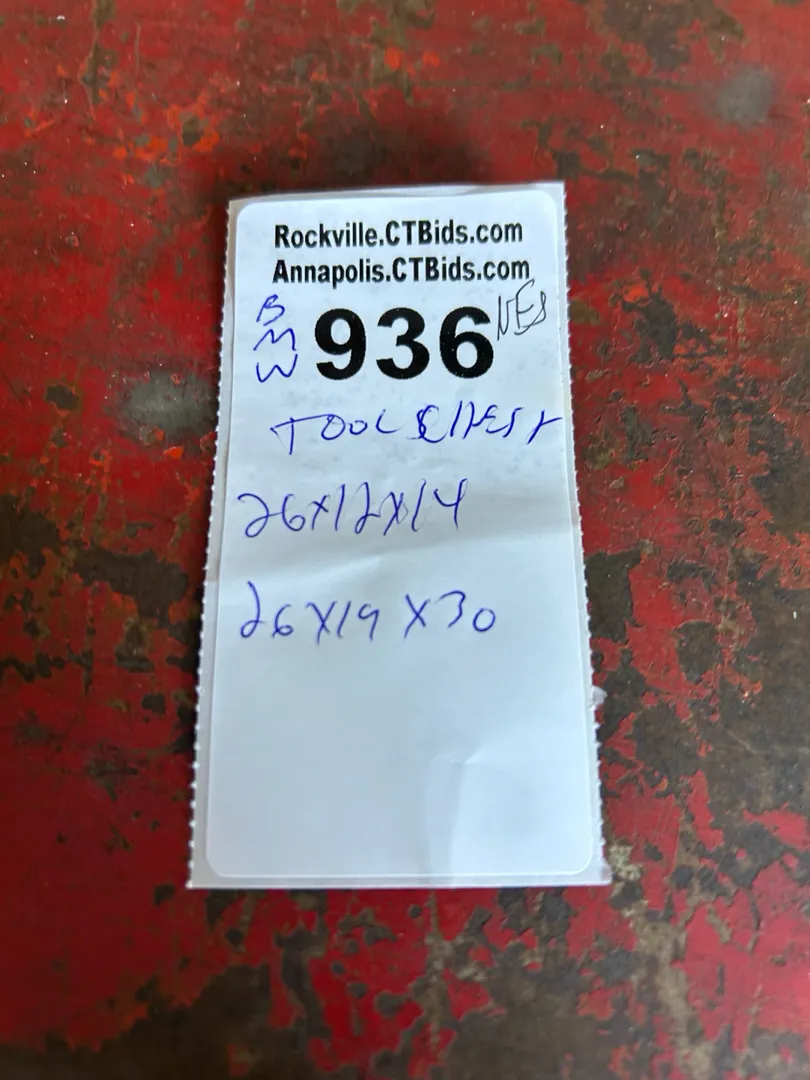 Rockville.CTBids.com
Annapolis.CTBids.com
B
M
W
936
TOOL CHEST
26X12X14
26X19X30